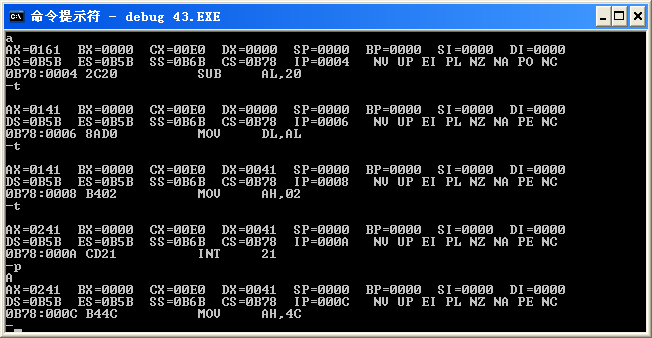 命令提示符 - debug 43.EXE
a
AX=0161  BX=0000  CX=00E0  DX=0000  SP=0000  BP=0000  SI=0000  DI=0000
DS=0B5B  ES=0B5B  SS=0B6B  CS=0B78  IP=0004   NV UP EI PL NZ NA PO NC
0B78:0004 2C20          SUB     AL,20
-t
AX=0141  BX=0000  CX=00E0  DX=0000  SP=0000  BP=0000  SI=0000  DI=0000
DS=0B5B  ES=0B5B  SS=0B6B  CS=0B78  IP=0006   NV UP EI PL NZ NA PE NC
0B78:0006 8AD0          MOV     DL,AL
-t
AX=0141  BX=0000  CX=00E0  DX=0041  SP=0000  BP=0000  SI=0000  DI=0000
DS=0B5B  ES=0B5B  SS=0B6B  CS=0B78  IP=0008   NV UP EI PL NZ NA PE NC
0B78:0008 B402          MOV     AH,02
-t
AX=0241  BX=0000  CX=00E0  DX=0041  SP=0000  BP=0000  SI=0000  DI=0000
DS=0B5B  ES=0B5B  SS=0B6B  CS=0B78  IP=000A   NV UP EI PL NZ NA PE NC
0B78:000A CD21          INT     21
-p
A
AX=0241  BX=0000  CX=00E0  DX=0041  SP=0000  BP=0000  SI=0000  DI=0000
DS=0B5B  ES=0B5B  SS=0B6B  CS=0B78  IP=000C   NV UP EI PL NZ NA PE NC
0B78:000C B44C          MOV     AH,4C
-